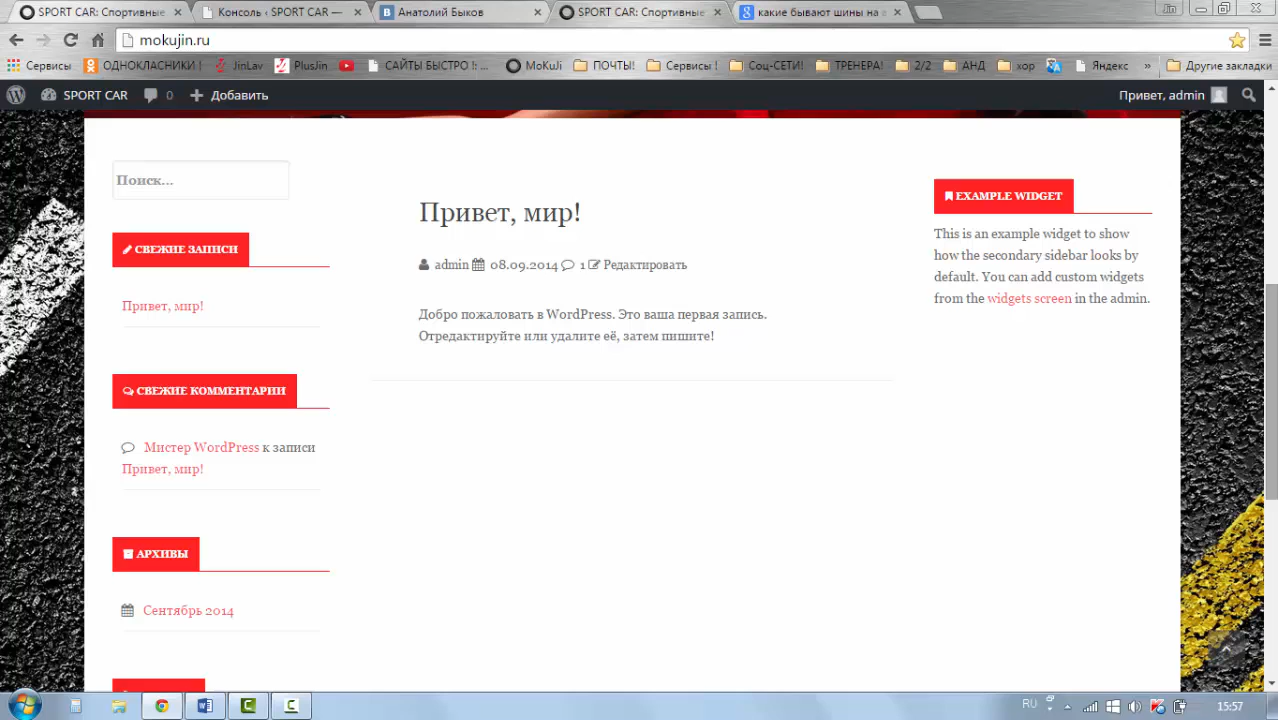 SPORT CAR: Спортивные
Консоль ‹ SPORT CAR —
Анатолий Быков
SPORT CAR: Спортивные
какие бывают шины на а
mokujin.ru
Сервисы
ОДНОКЛАСНИКИ !
JinLav
PlusJin
САЙТЫ БЫСТРО !: ...
MoKuJi
ПОЧТЫ!
Сервисы !
Соц-СЕТИ!
ТРЕНЕРА!
2/2
АНД
хор
Яндекс
»
Другие закладки
SPORT CAR
0
Добавить
Привет, admin
Поиск...
СВЕЖИЕ ЗАПИСИ
Привет, мир!
СВЕЖИЕ КОММЕНТАРИИ
Мистер WordPress к записи
Привет, мир!
АРХИВЫ
Сентябрь 2014
Привет, мир!
admin 08.09.2014 1 Редактировать
Добро пожаловать в WordPress. Это ваша первая запись.
Отредактируйте или удалите её, затем пишите!
EXAMPLE WIDGET
This is an example widget to show
how the secondary sidebar looks by
default. You can add custom widgets
from the widgets screen in the admin.
RU
15:57